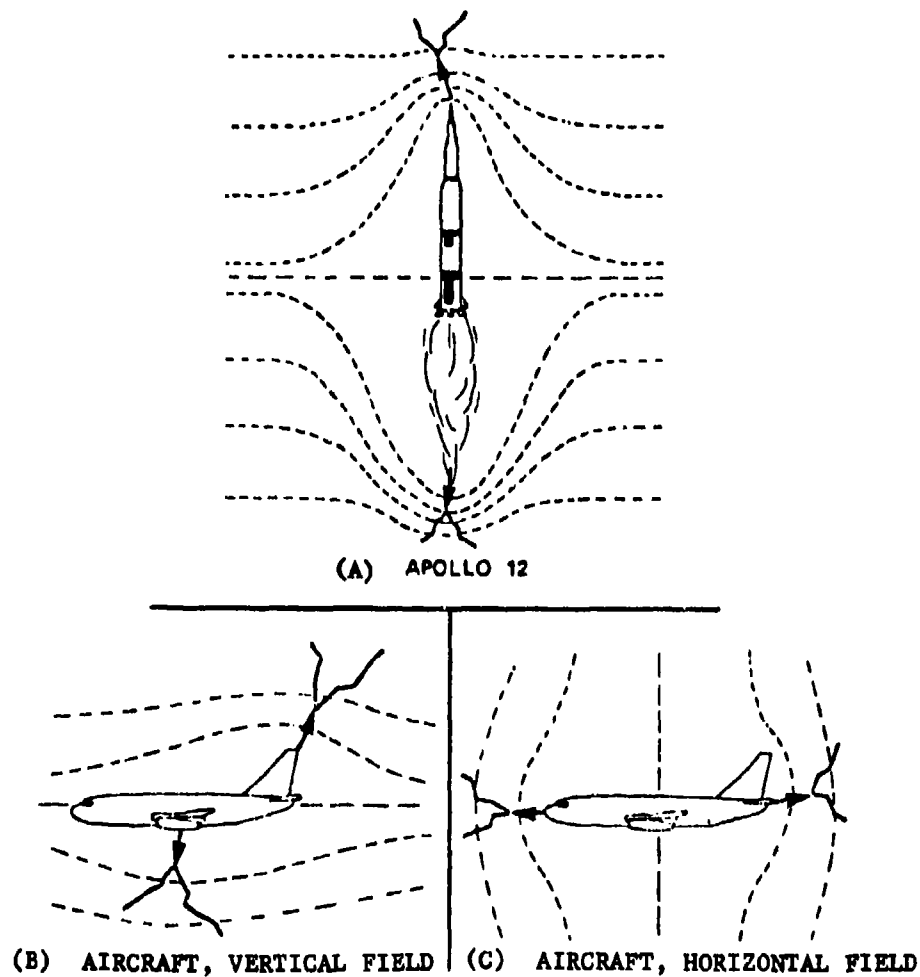 (A) APOLLO 12
(B) AIRCRAFT, VERTICAL FIELD
(C) AIRCRAFT, HORIZONTAL FIELD